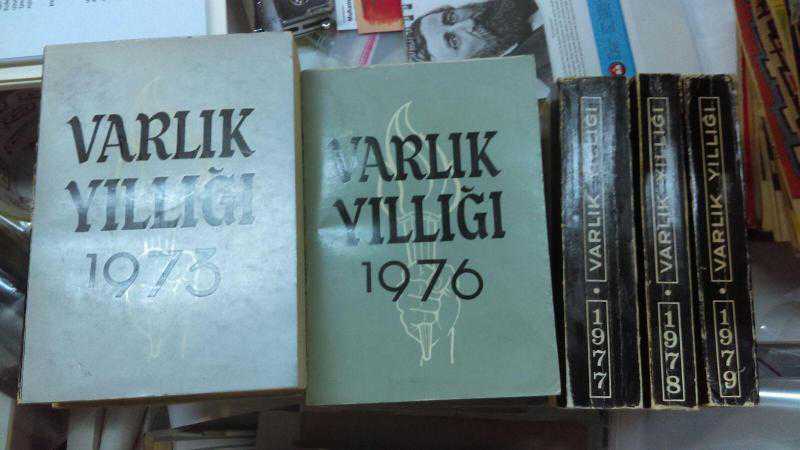 VARLIK
YILLIĞI
1973
VARLIK
YILLIĞI
1976
VARLIK YILLIĞI • 1977
VARLIK YILLIĞI • 1978
VARLIK YILLIĞI • 1979